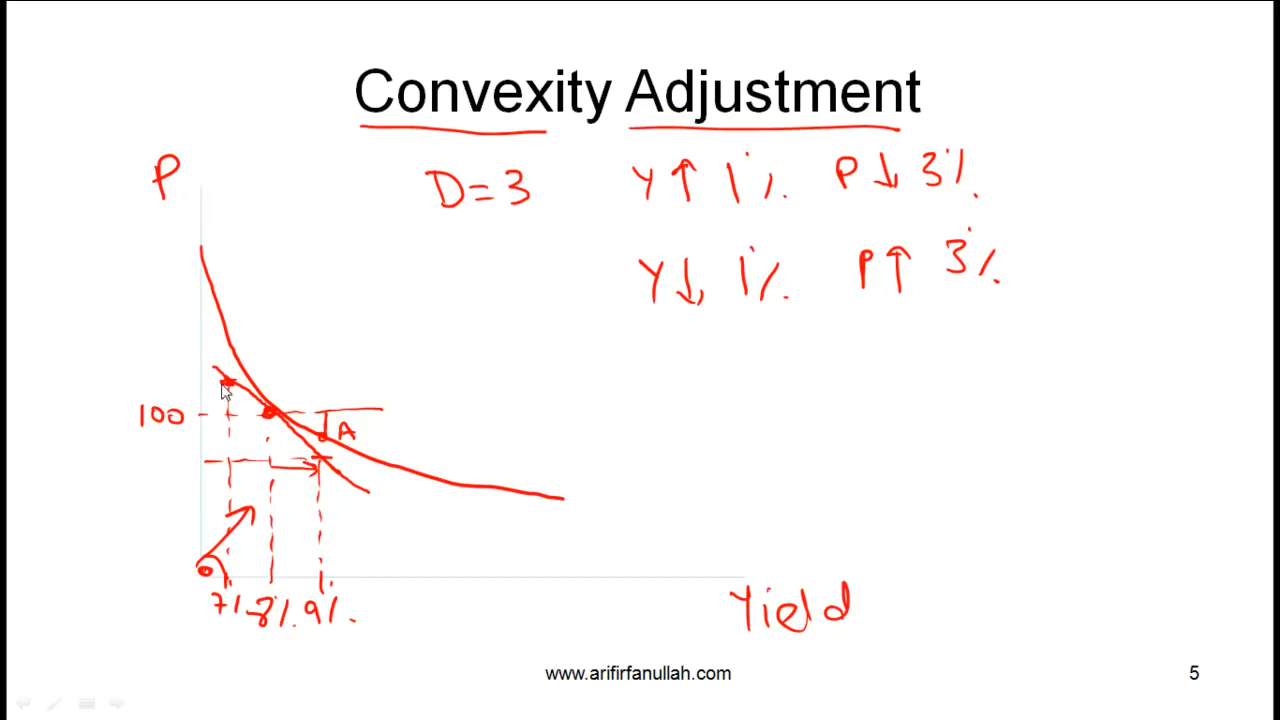 Convexity Adjustment
P
D=3
Y↑ 1% P↓ 3%
Y↓ 1% P↑ 3%
100
A
7% 8% 9%
Yield
www.arifirfanullah.com
5